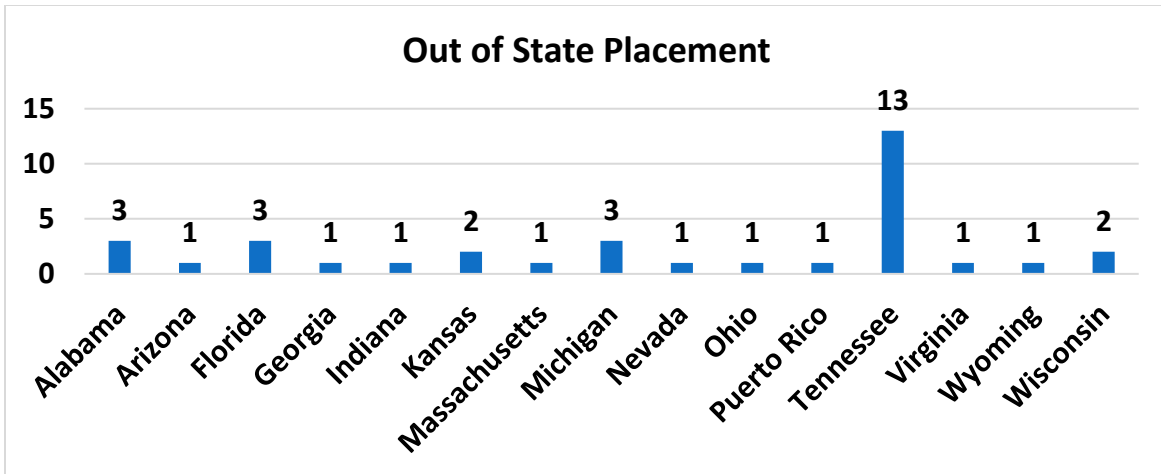 Out of State Placement
15
10
5
0
3
1
3
1
1
2
1
3
1
1
1
13
1
1
2
Alabama
Arizona
Florida
Georgia
Indiana
Kansas
Massachusetts
Michigan
Nevada
Ohio
Puerto Rico
Tennessee
Virginia
Wyoming
Wisconsin